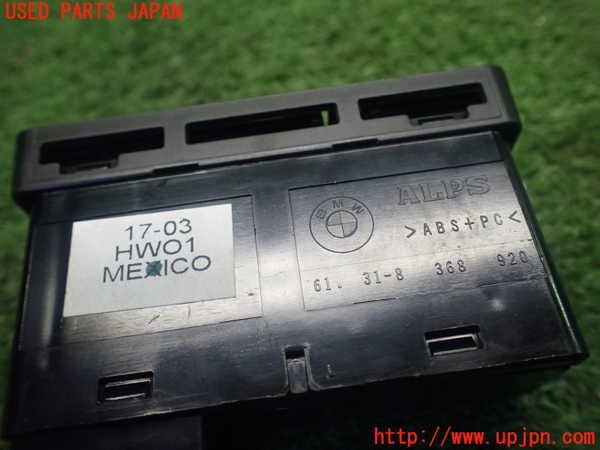 USED PARTS JAPAN
17-03
HW01
MEXICO
BMW
ALPS
>ABS+PC<
61. 31-8 368 920
http://www.upjpn.com/